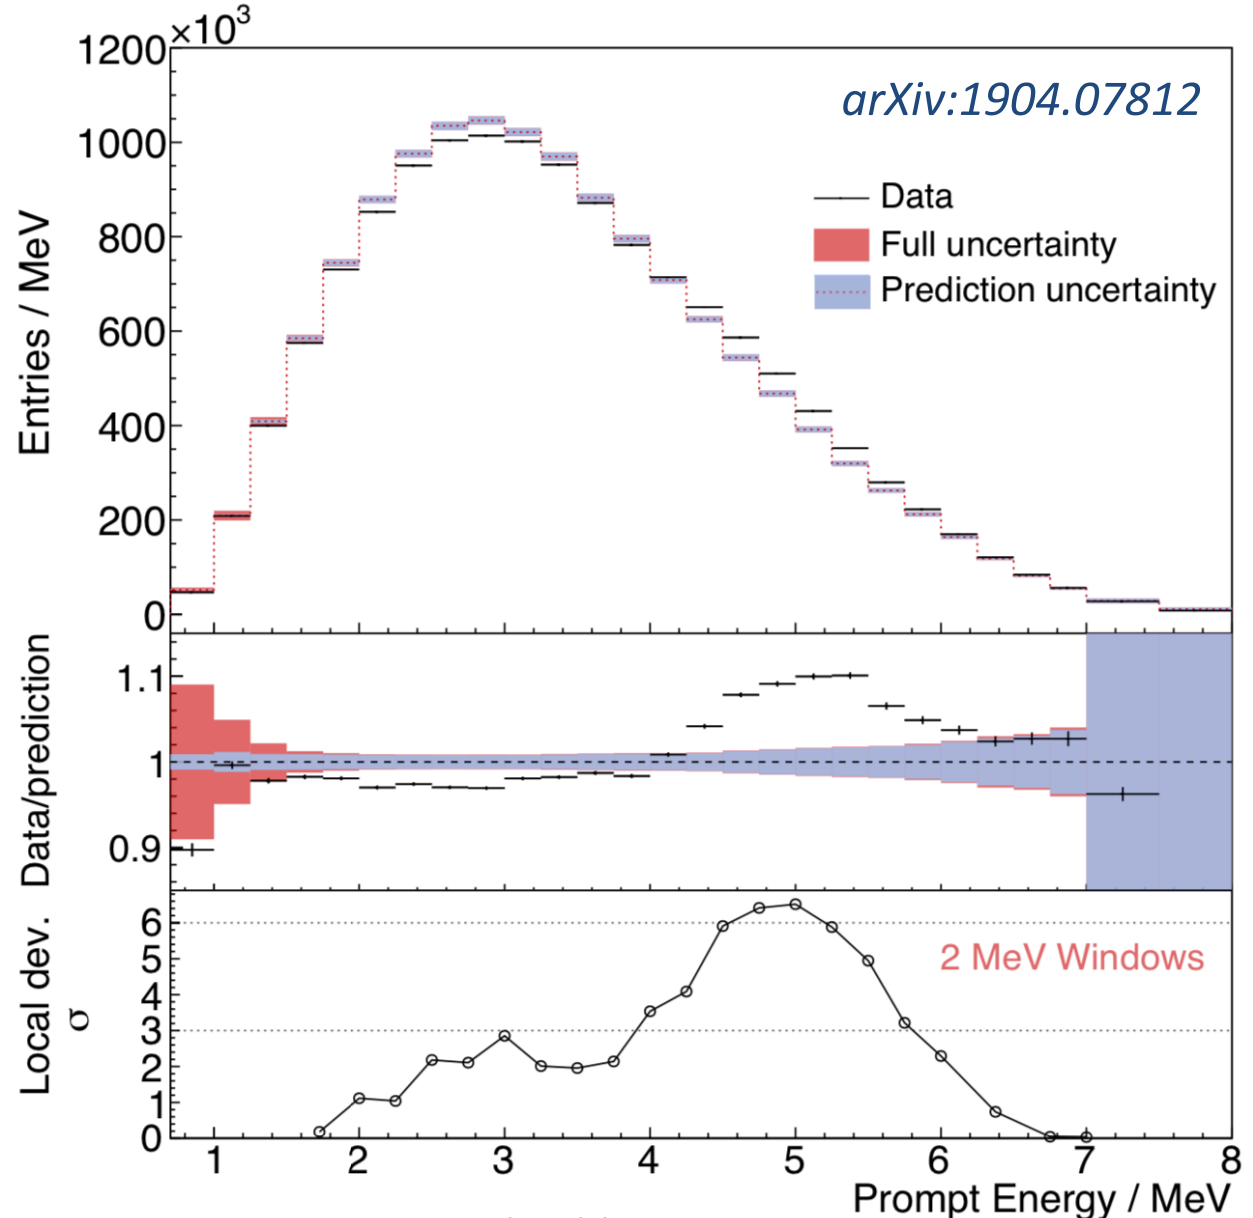 ×10³
1200
1000
800
600
400
200
0
Entries / MeV
arXiv:1904.07812
Data
Full uncertainty
Prediction uncertainty
1.1
1
0.9
Data/prediction
6
5
4
3
2
1
0
Local dev.
σ
2 MeV Windows
1 2 3 4 5 6 7 8
Prompt Energy / MeV